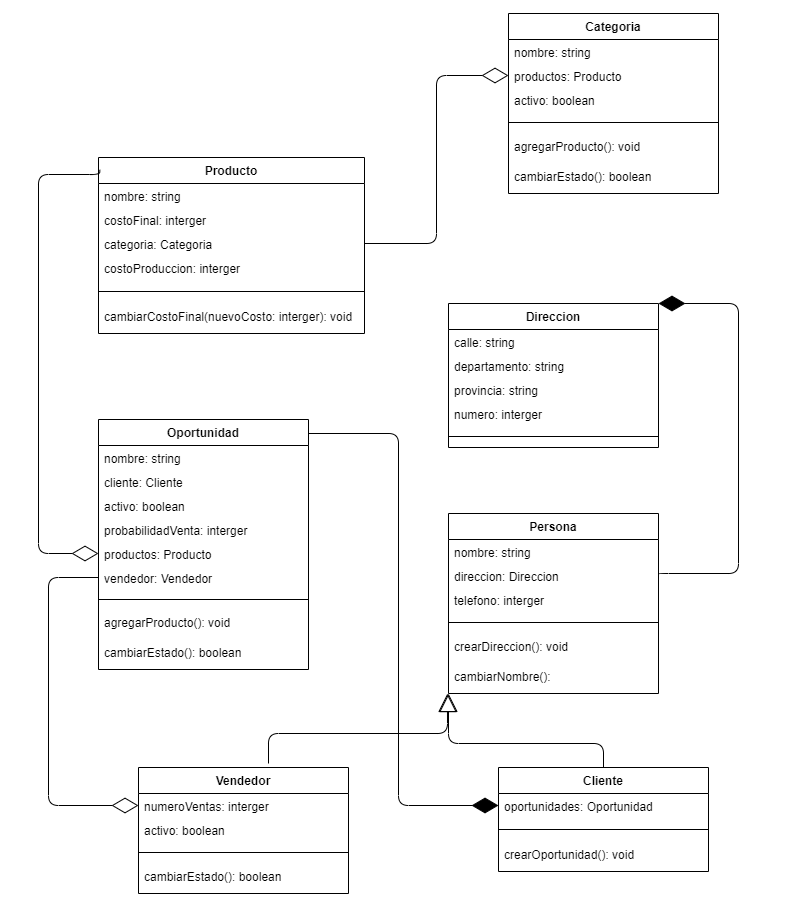 Categoria
nombre: string
productos: Producto
activo: boolean
agregarProducto(): void
cambiarEstado(): boolean
Producto
nombre: string
costoFinal: interger
categoria: Categoria
costoProduccion: interger
cambiarCostoFinal(nuevoCosto: interger): void
Direccion
calle: string
departamento: string
provincia: string
numero: interger
Oportunidad
nombre: string
cliente: Cliente
activo: boolean
probabilidadVenta: interger
productos: Producto
vendedor: Vendedor
agregarProducto(): void
cambiarEstado(): boolean
Persona
nombre: string
direccion: Direccion
telefono: interger
crearDireccion(): void
cambiarNombre():
Vendedor
numeroVentas: interger
activo: boolean
cambiarEstado(): boolean
Cliente
oportunidades: Oportunidad
crearOportunidad(): void